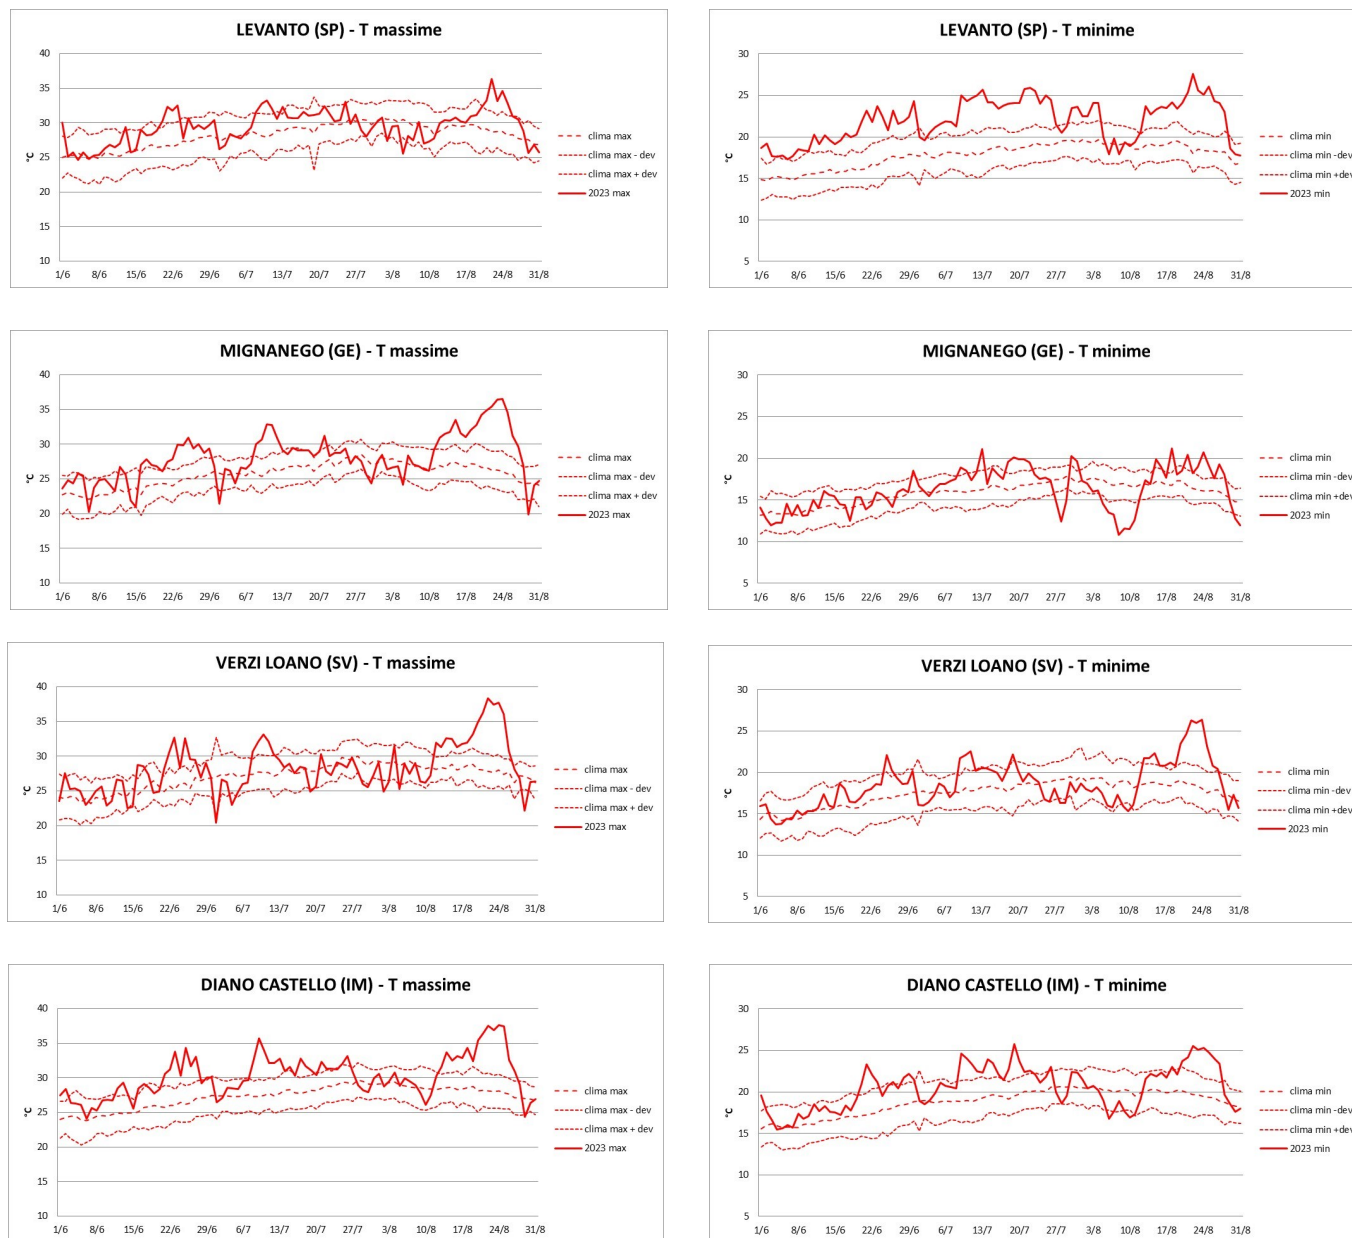 LEVANTO (SP) - T massime
40
35
30
25
20
15
10
°C
1/6 8/6 15/6 22/6 29/6 6/7 13/7 20/7 27/7 3/8 10/8 17/8 24/8 31/8
clima max
clima max - dev
clima max + dev
2023 max
LEVANTO (SP) - T minime
30
25
20
15
10
5
°C
1/6 8/6 15/6 22/6 29/6 6/7 13/7 20/7 27/7 3/8 10/8 17/8 24/8 31/8
clima min
clima min -dev
clima min +dev
2023 min
MIGNANEGO (GE) - T massime
40
35
30
25
20
15
10
°C
1/6 8/6 15/6 22/6 29/6 6/7 13/7 20/7 27/7 3/8 10/8 17/8 24/8 31/8
clima max
clima max - dev
clima max + dev
2023 max
MIGNANEGO (GE) - T minime
30
25
20
15
10
5
°C
1/6 8/6 15/6 22/6 29/6 6/7 13/7 20/7 27/7 3/8 10/8 17/8 24/8 31/8
clima min
clima min -dev
clima min +dev
2023 min
VERZI LOANO (SV) - T massime
40
35
30
25
20
15
10
°C
1/6 8/6 15/6 22/6 29/6 6/7 13/7 20/7 27/7 3/8 10/8 17/8 24/8 31/8
clima max
clima max - dev
clima max + dev
2023 max
VERZI LOANO (SV) - T minime
30
25
20
15
10
5
°C
1/6 8/6 15/6 22/6 29/6 6/7 13/7 20/7 27/7 3/8 10/8 17/8 24/8 31/8
clima min
clima min -dev
clima min +dev
2023 min
DIANO CASTELLO (IM) - T massime
40
35
30
25
20
15
10
°C
1/6 8/6 15/6 22/6 29/6 6/7 13/7 20/7 27/7 3/8 10/8 17/8 24/8 31/8
clima max
clima max - dev
clima max + dev
2023 max
DIANO CASTELLO (IM) - T minime
30
25
20
15
10
5
°C
1/6 8/6 15/6 22/6 29/6 6/7 13/7 20/7 27/7 3/8 10/8 17/8 24/8 31/8
clima min
clima min -dev
clima min +dev
2023 min